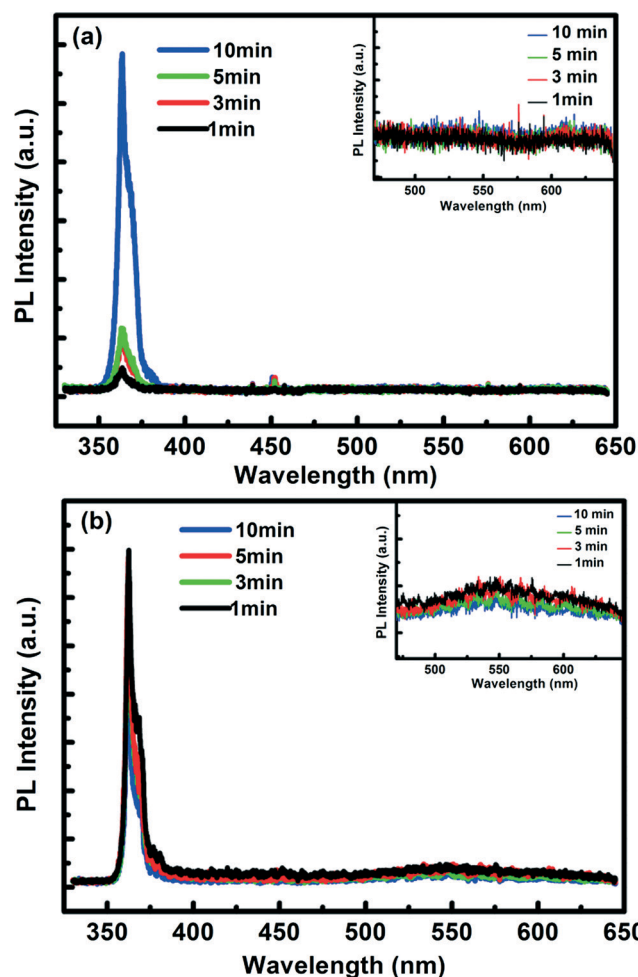 (a)
10min
5min
3min
1min
10 min
5 min
3 min
1min
PL Intensity (a.u.)
500 550 600
Wavelength (nm)
PL Intensity (a.u.)
350 400 450 500 550 600 650
Wavelength (nm)
(b)
10min
5min
3min
1min
10 min
5 min
3 min
1min
PL Intensity (a.u.)
500 550 600
Wavelength (nm)
PL Intensity (a.u.)
350 400 450 500 550 600 650
Wavelength (nm)